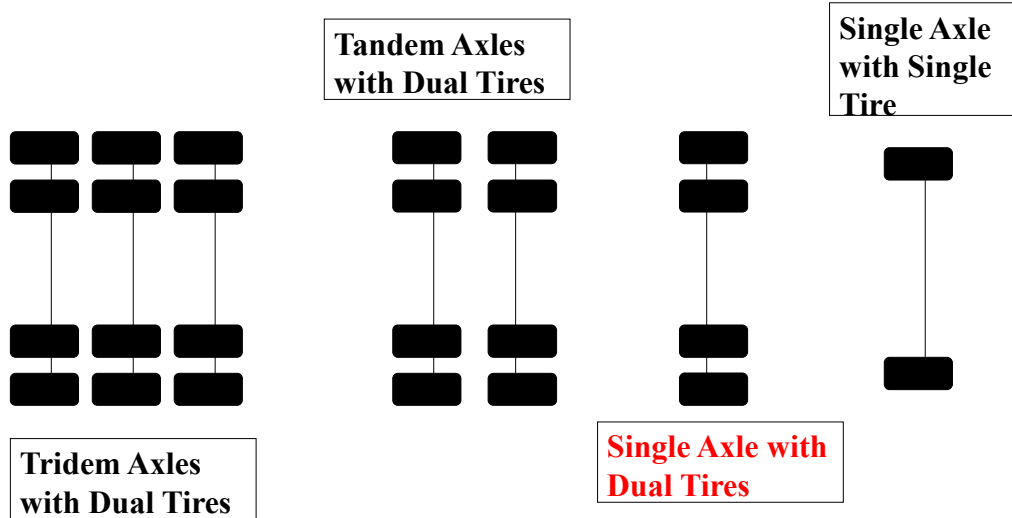 Tandem Axles
with Dual Tires
Single Axle
with Single
Tire
Tridem Axles
with Dual Tires
Single Axle with
Dual Tires